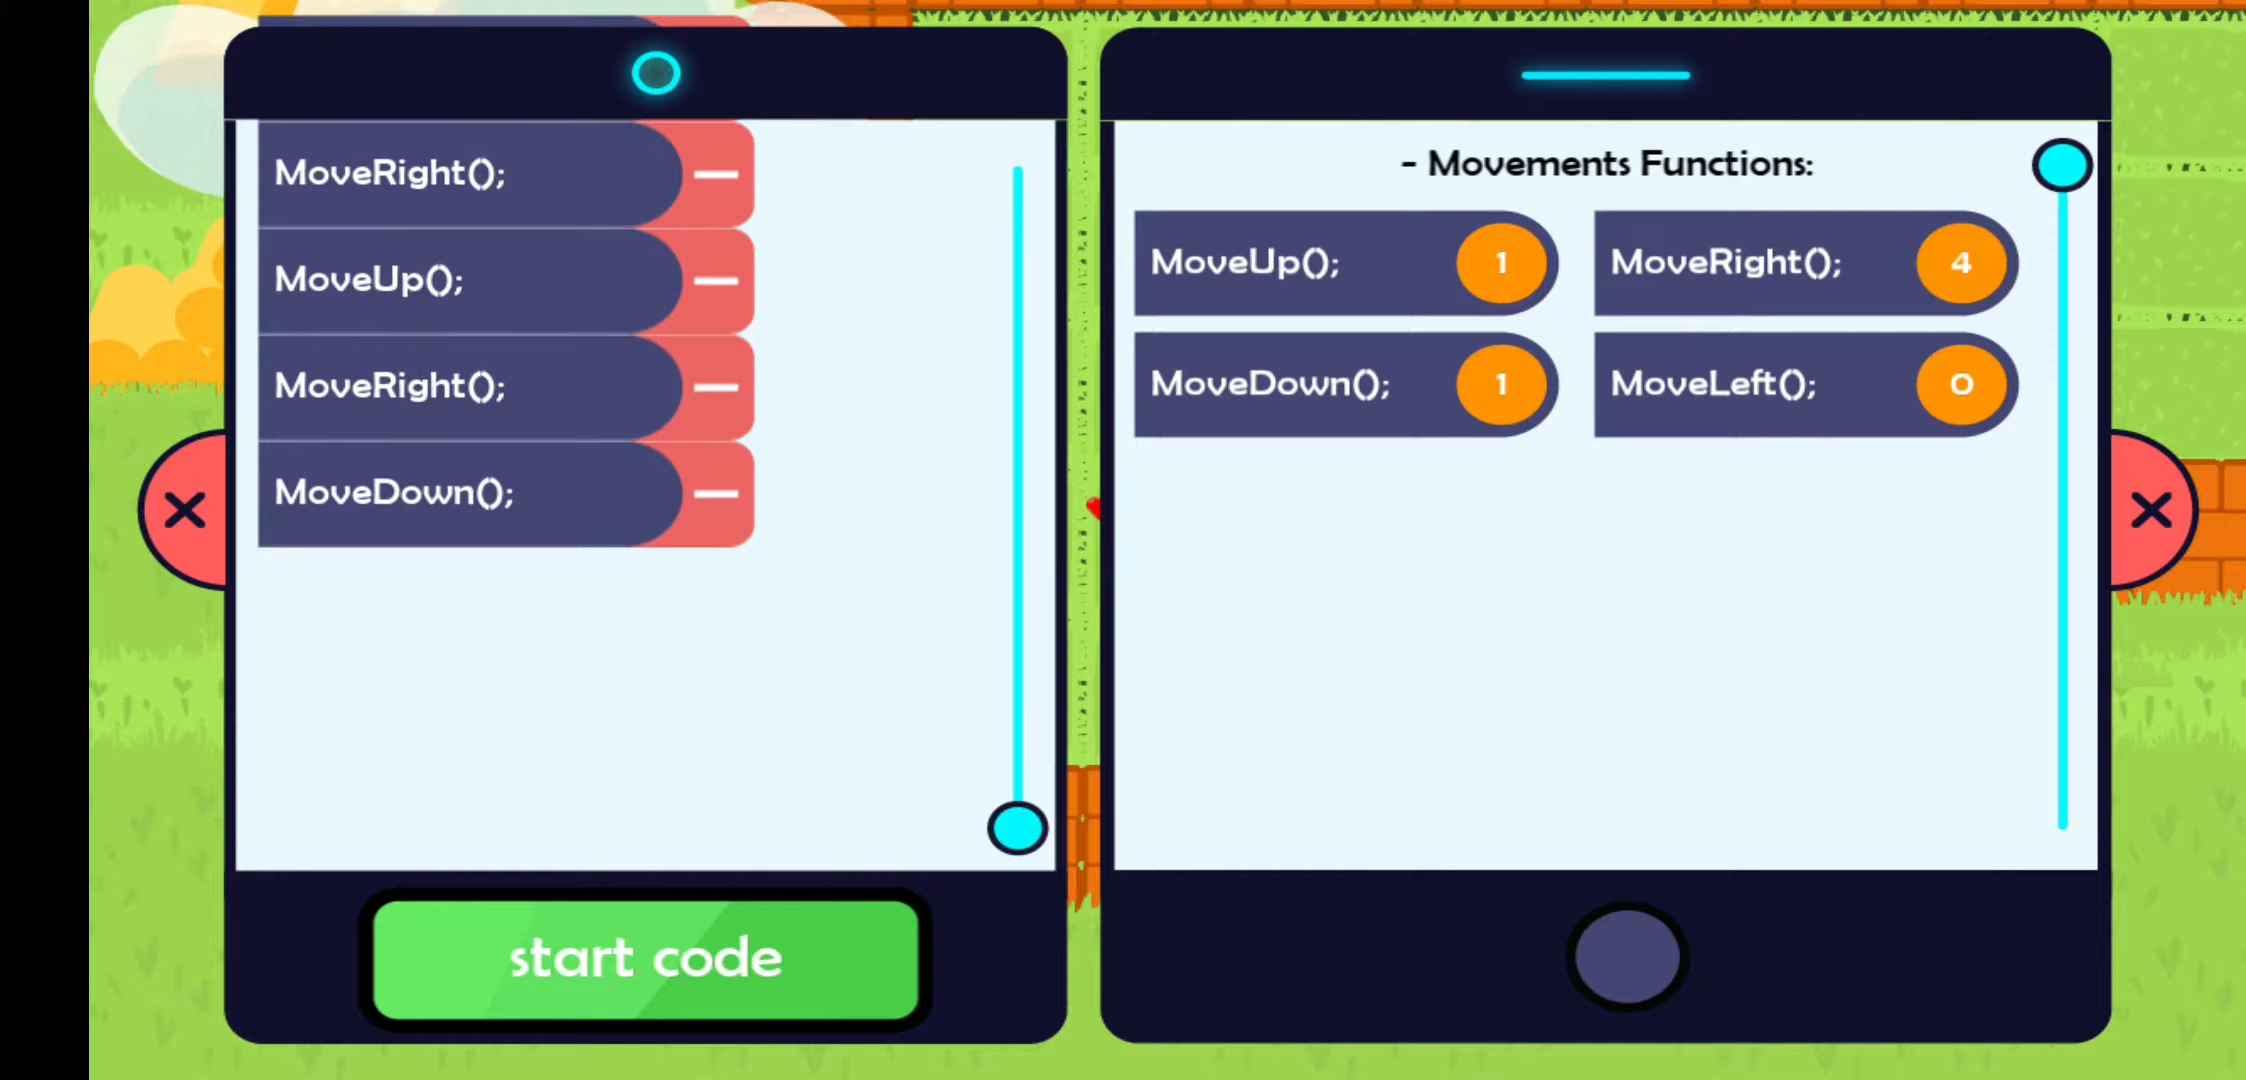 MoveRight();
MoveUp();
MoveRight();
MoveDown();
start code
- Movements Functions:
MoveUp(); 1
MoveRight(); 4
MoveDown(); 1
MoveLeft(); 0